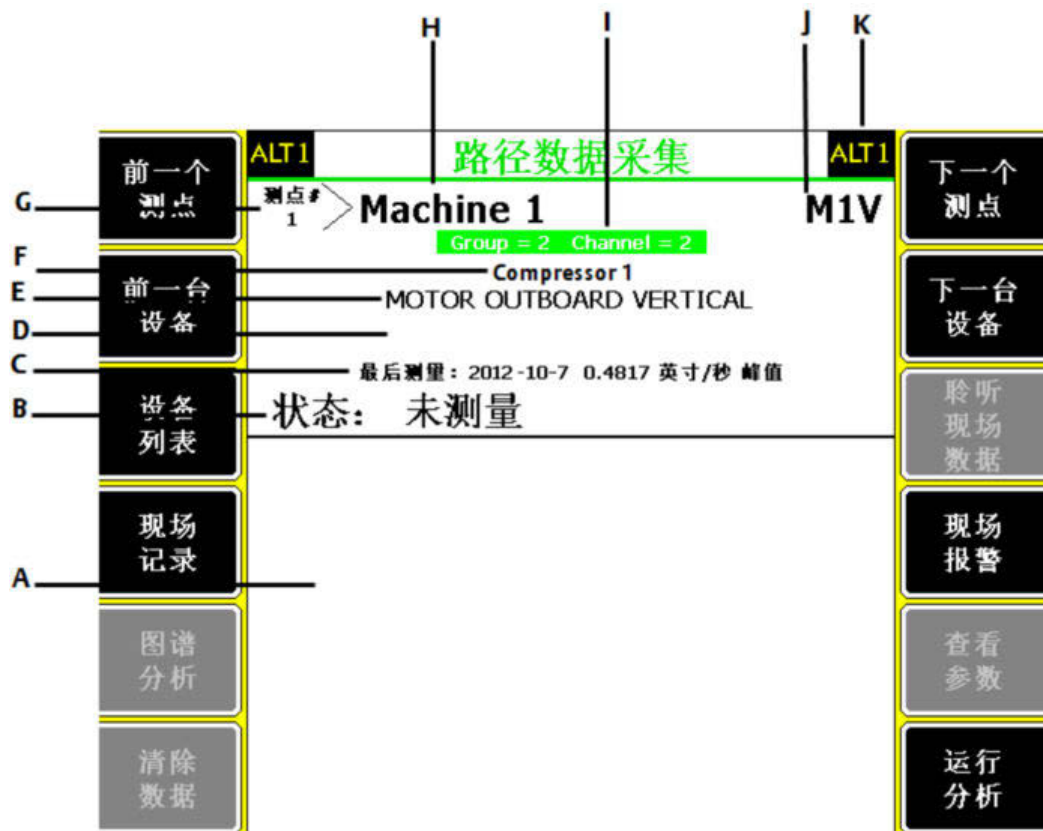 H I J K
ALT1 路径数据采集 ALT1
前一个
测点
下一个
测点
G
测点#
1
Machine 1 M1V
Group = 2 Channel = 2
F
Compressor 1
E
MOTOR OUTBOARD VERTICAL
前一台
设备
下一台
设备
D
C
最后测量：2012-10-7 0.4817 英寸/秒 峰值
B
状态： 未测量
设备
列表
聆听
现场
数据
现场
记录
现场
报警
A
图谱
分析
查看
参数
清除
数据
运行
分析